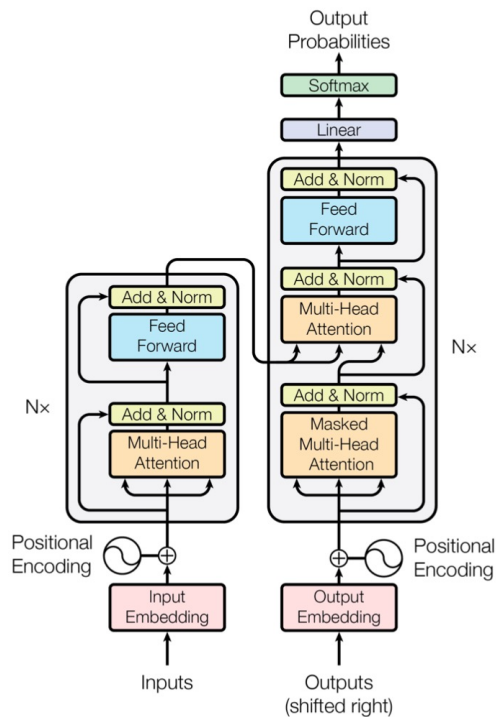 Output
Probabilities
Softmax
Linear
Add & Norm
Feed
Forward
Add & Norm
Multi-Head
Attention
Add & Norm
Masked
Multi-Head
Attention
N×
Positional
Encoding
Output
Embedding
Outputs
(shifted right)
Add & Norm
Feed
Forward
Add & Norm
Multi-Head
Attention
N×
Positional
Encoding
Input
Embedding
Inputs